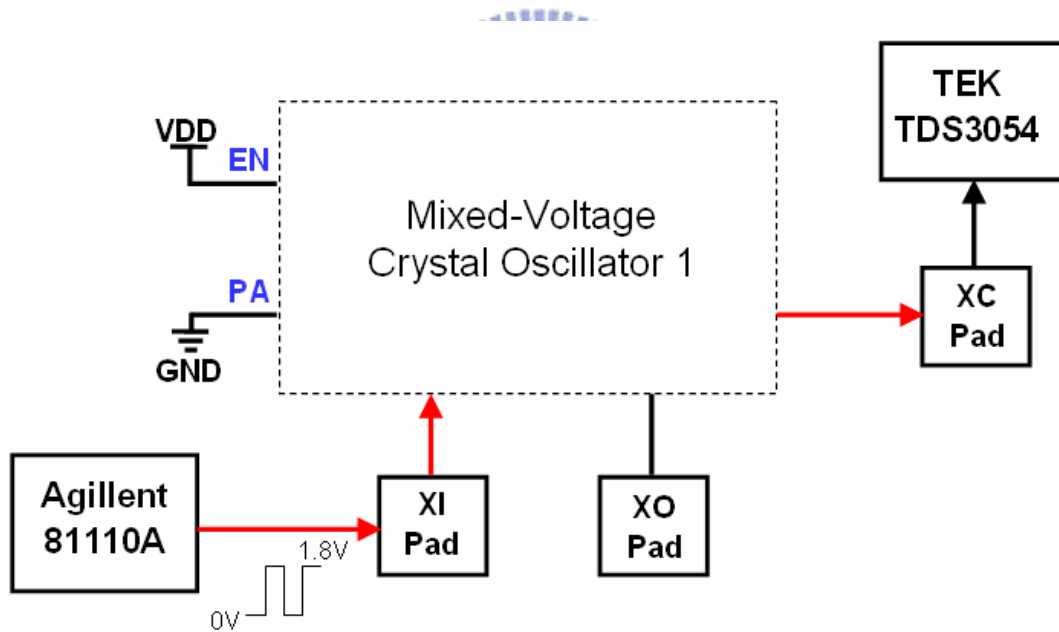 TEK
TDS3054
VDD
EN
Mixed-Voltage
Crystal Oscillator 1
PA
GND
XC
Pad
Agillent
81110A
XI
Pad
XO
Pad
1.8V
0V